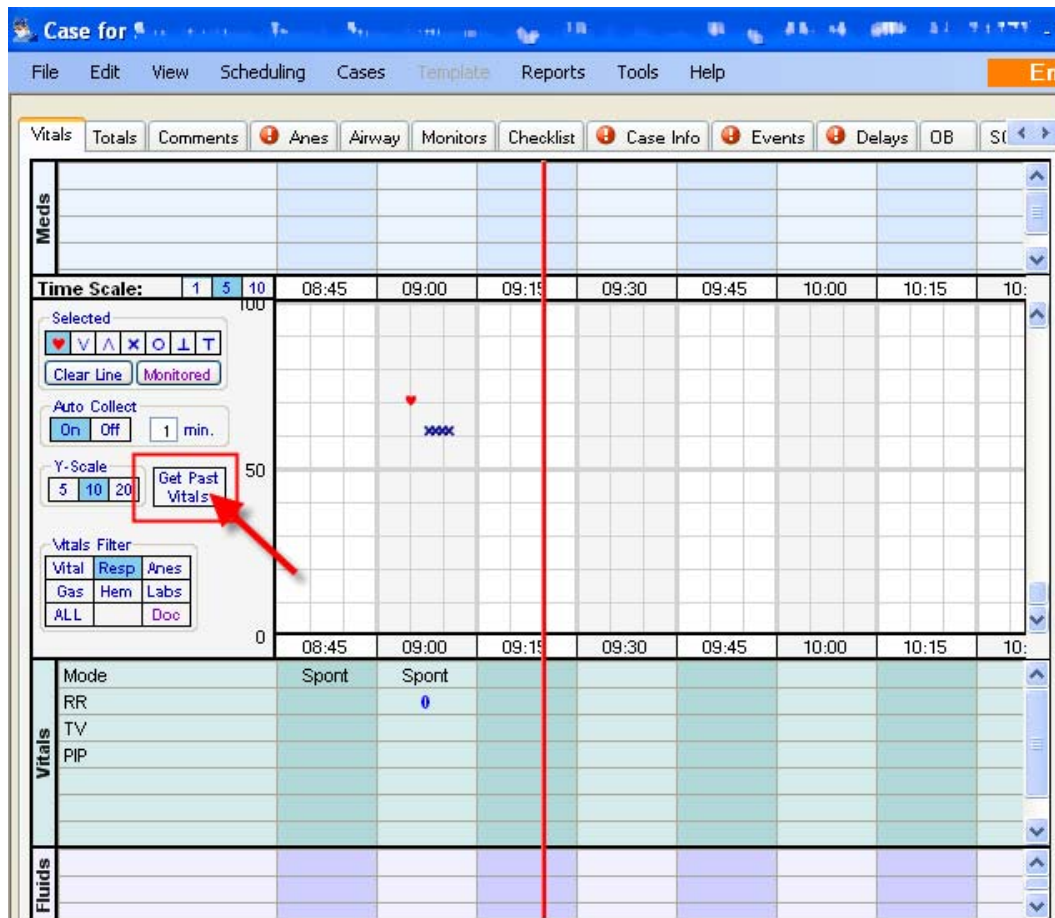 Case for
File Edit View Scheduling Cases Template Reports Tools Help
Vitals Totals Comments Anes Airway Monitors Checklist Case Info Events Delays OB
Meds
Time Scale: 1 5 10 08:45 09:00 09:15 09:30 09:45 10:00 10:15 10:
100
Selected
Clear Line Monitored
Auto Collect
On Off 1 min.
Y-Scale
5 10 20
Get Past
Vitals
50
Vitals Filter
Vital Resp Anes
Gas Hem Labs
ALL Doc
0
08:45 09:00 09:15 09:30 09:45 10:00 10:15 10:
Vitals
Mode Spont Spont
RR 0
TV
PIP
Fluids